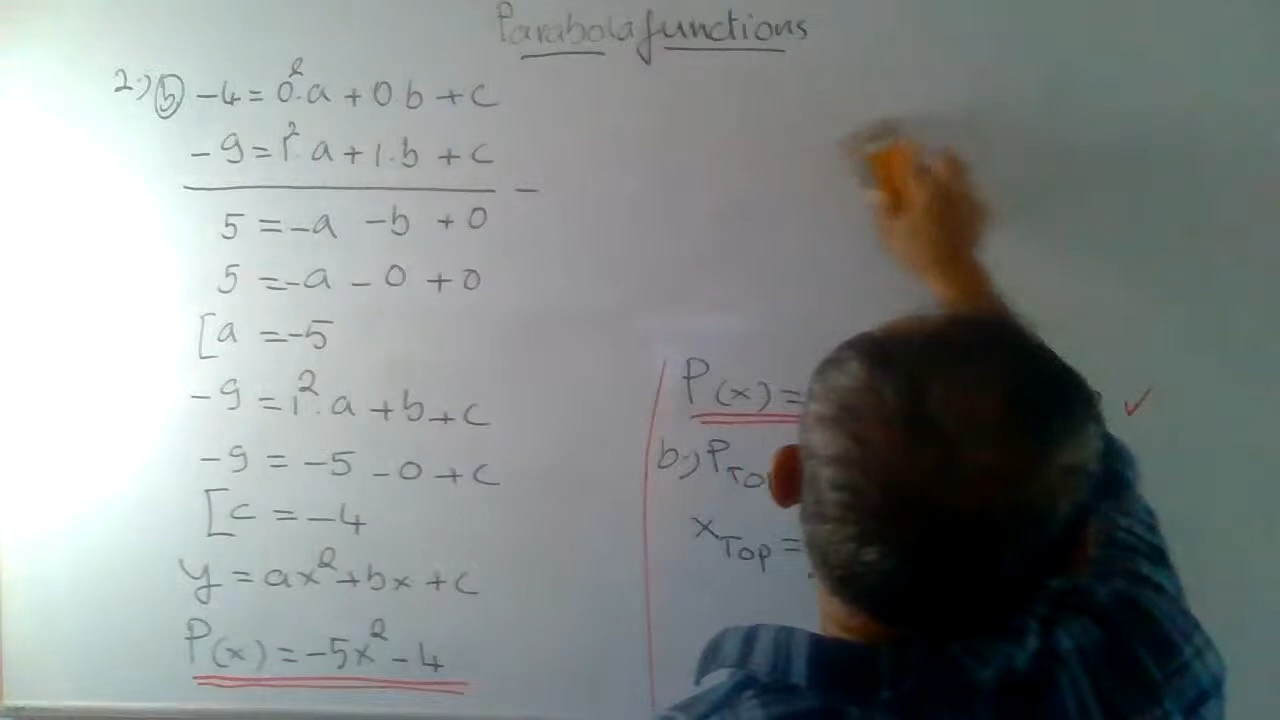 Parabola functions
2;) b -4 = 0².a + 0 b + c
-9 = 1² a + 1.b + c
-
5 = -a -b + 0
5 = -a - 0 + 0
[a = -5
-9 = 1².a + b + c
-9 = -5 - 0 + c
[c = -4
y = ax² + bx + c
P(x) = -5x² - 4
P(x) = ✓
b;) P
x Top =